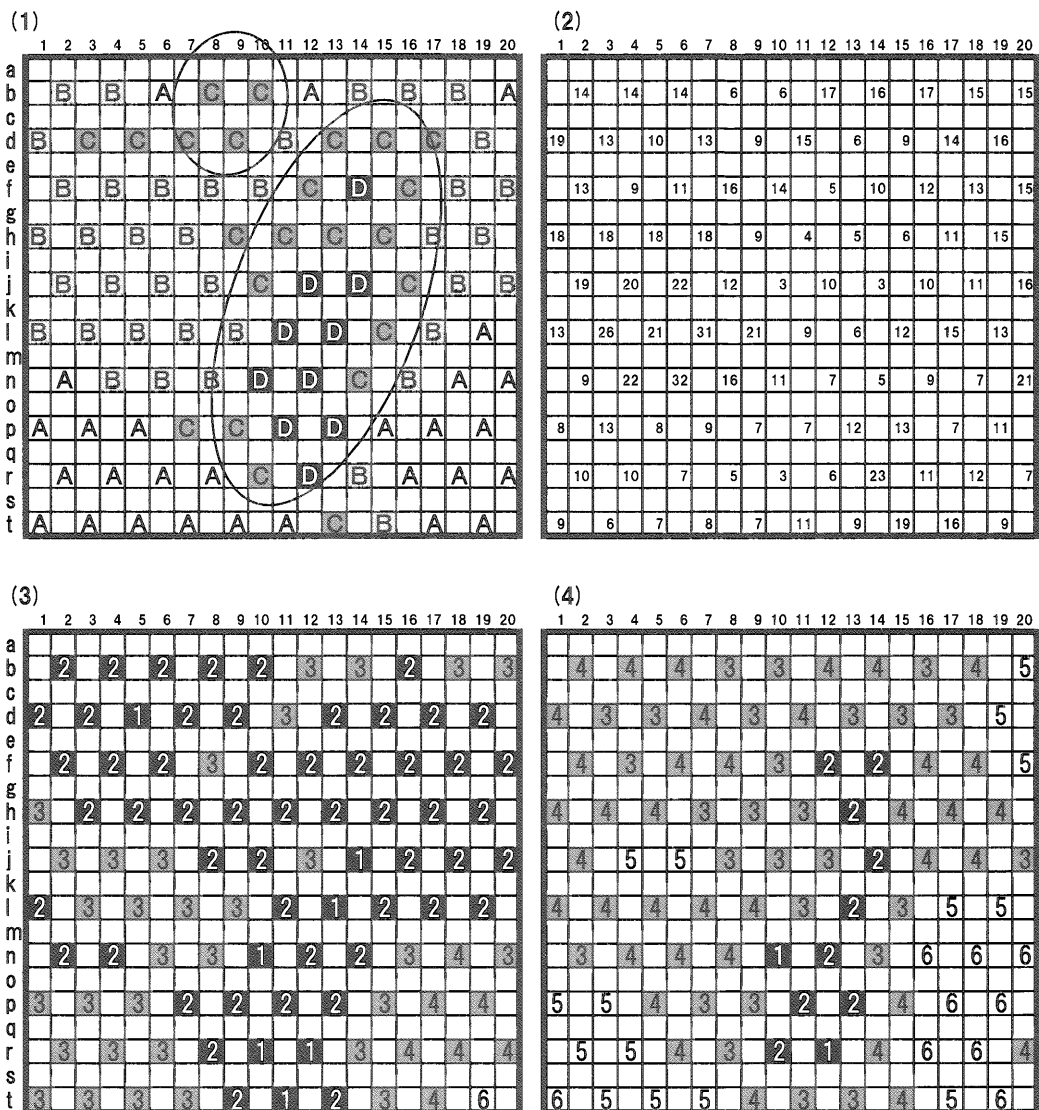 (1)
1 2 3 4 5 6 7 8 9 10 11 12 13 14 15 16 17 18 19 20
a
b B B A C C A B B B A
c
d B C C C C B C C C B
e
f B B B B B C D C B B
g
h B B B B C C C C B B
i
j B B B B C D D C B B
k
l B B B B B D D C B A
m
n A B B B D D C B A A
o
p A A A C C D D A A A
q
r A A A A C D B A A A
s
t A A A A A A C B A A
(2)
1 2 3 4 5 6 7 8 9 10 11 12 13 14 15 16 17 18 19 20
14 14 14 6 6 17 16 17 15 15
19 13 10 13 9 15 6 9 14 16
13 9 11 16 14 5 10 12 13 15
18 18 18 18 9 4 5 6 11 15
19 20 22 12 3 10 3 10 11 16
13 26 21 31 21 9 6 12 15 13
9 22 32 16 11 7 5 9 7 21
8 13 8 9 7 7 12 13 7 11
10 10 7 5 3 6 23 11 12 7
9 6 7 8 7 11 9 19 16 9
(3)
1 2 3 4 5 6 7 8 9 10 11 12 13 14 15 16 17 18 19 20
a
b 2 2 2 2 2 3 3 2 3 3
c
d 2 2 1 2 2 3 2 2 2 2
e
f 2 2 2 3 2 2 2 2 2 2
g
h 3 2 2 2 2 2 2 2 2 2
i
j 3 3 3 2 2 3 1 2 2 2
k
l 2 3 3 3 3 2 1 2 2 2
m
n 2 2 3 3 1 2 2 3 4 3
o
p 3 3 3 2 2 2 2 3 4 4
q
r 3 3 3 2 1 1 3 4 4 4
s
t 3 3 3 3 2 1 2 3 4 6
(4)
1 2 3 4 5 6 7 8 9 10 11 12 13 14 15 16 17 18 19 20
4 4 4 3 3 4 4 3 4 5
4 3 3 4 3 4 3 3 3 5
4 3 4 4 3 2 2 4 4 5
4 4 4 3 3 3 2 4 4 4
4 5 5 3 3 3 2 4 4 3
4 4 4 4 4 3 2 3 5 5
3 4 4 4 1 2 3 6 6 6
5 5 4 3 3 2 2 4 6 6
5 5 4 3 2 1 4 6 6 4
6 5 5 5 4 3 3 4 5 6